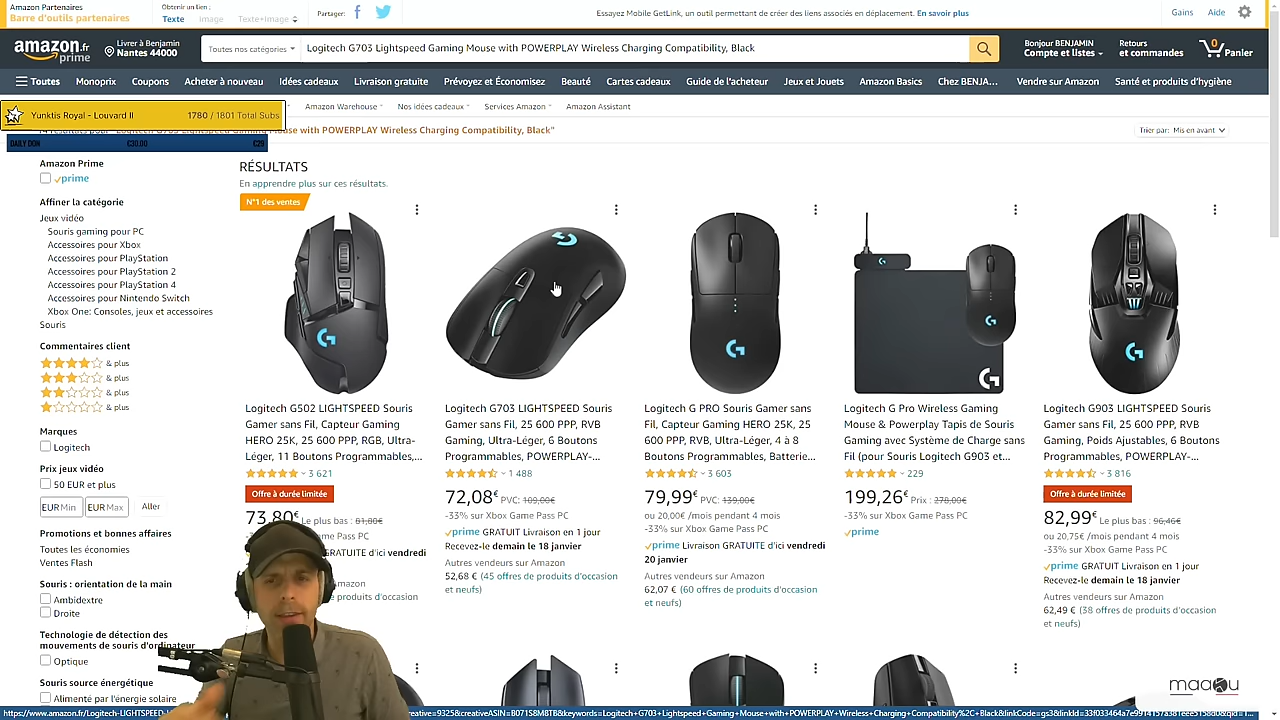 Amazon Partenaires
Barre d'outils partenaires
Obtenir un lien :
Texte Image Texte+Image
Partager:
Essayez Mobile GetLink, un outil permettant de créer des liens associés en déplacement. En savoir plus
Gains Aide
amazon.fr
prime
Livrer à Benjamin
Nantes 44000
Toutes nos catégories
Logitech G703 Lightspeed Gaming Mouse with POWERPLAY Wireless Charging Compatibility, Black
Bonjour BENJAMIN
Compte et listes
Retours
et commandes
0
Panier
Toutes Monoprix Coupons Acheter à nouveau Idées cadeaux Livraison gratuite Prévoyez et Économisez Beauté Cartes cadeaux Guide de l'acheteur Jeux et Jouets Amazon Basics Chez BENJA... Vendre sur Amazon Santé et produits d'hygiène
Amazon Warehouse Nos idées cadeaux Services Amazon Amazon Assistant
Yunktis Royal - Louvard II 1780 / 1801 Total Subs
Mouse with POWERPLAY Wireless Charging Compatibility, Black"
Trier par: Mis en avant
DAILY DON €30.00 €29
Amazon Prime
prime
Affiner la catégorie
Jeux vidéo
Souris gaming pour PC
Accessoires pour Xbox
Accessoires pour PlayStation
Accessoires pour PlayStation 2
Accessoires pour PlayStation 4
Accessoires pour Nintendo Switch
Xbox One: Consoles, jeux et accessoires
Souris
Commentaires client
& plus
& plus
& plus
& plus
Marques
Logitech
Prix jeux vidéo
50 EUR et plus
EUR Min EUR Max Aller
Promotions et bonnes affaires
Toutes les économies
Ventes Flash
Souris : orientation de la main
Ambidextre
Droite
Technologie de détection des
mouvements de souris d'ordinateur
Optique
Souris source énergétique
Alimenté par l'énergie solaire
RÉSULTATS
En apprendre plus sur ces résultats.
N°1 des ventes
Logitech G502 LIGHTSPEED Souris
Gamer sans Fil, Capteur Gaming
HERO 25K, 25 600 PPP, RGB, Ultra-
Léger, 11 Boutons Programmables,...
3 621
Offre à durée limitée
73,80€ Le plus bas : 61,80€
Game Pass PC
GRATUITE d'ici vendredi
Amazon
de produits d'occasion
Logitech G703 LIGHTSPEED Souris
Gamer sans Fil, 25 600 PPP, RVB
Gaming, Ultra-Léger, 6 Boutons
Programmables, POWERPLAY-...
1 488
72,08€ PVC: 109,00€
-33% sur Xbox Game Pass PC
prime GRATUIT Livraison en 1 jour
Recevez-le demain le 18 janvier
Autres vendeurs sur Amazon
52,68 € (45 offres de produits d'occasion
et neufs)
Logitech G PRO Souris Gamer sans
Fil, Capteur Gaming HERO 25K, 25
600 PPP, RVB, Ultra-Léger, 4 à 8
Boutons Programmables, Batterie...
3 603
79,99€ PVC: 139,00€
ou 20,00€ /mois pendant 4 mois
-33% sur Xbox Game Pass PC
prime Livraison GRATUITE d'ici vendredi
20 janvier
Autres vendeurs sur Amazon
62,07 € (60 offres de produits d'occasion
et neufs)
Logitech G Pro Wireless Gaming
Mouse & Powerplay Tapis de Souris
Gaming avec Système de Charge sans
Fil (pour Souris Logitech G903 et...
229
199,26€ Prix : 278,00€
-33% sur Xbox Game Pass PC
prime
Logitech G903 LIGHTSPEED Souris
Gamer sans Fil, 25 600 PPP, RVB
Gaming, Poids Ajustables, 6 Boutons
Programmables, POWERPLAY-...
3 816
Offre à durée limitée
82,99€ Le plus bas : 96,46€
ou 20,75€ /mois pendant 4 mois
-33% sur Xbox Game Pass PC
prime GRATUIT Livraison en 1 jour
Recevez-le demain le 18 janvier
Autres vendeurs sur Amazon
62,49 € (38 offres de produits d'occasion
et neufs)